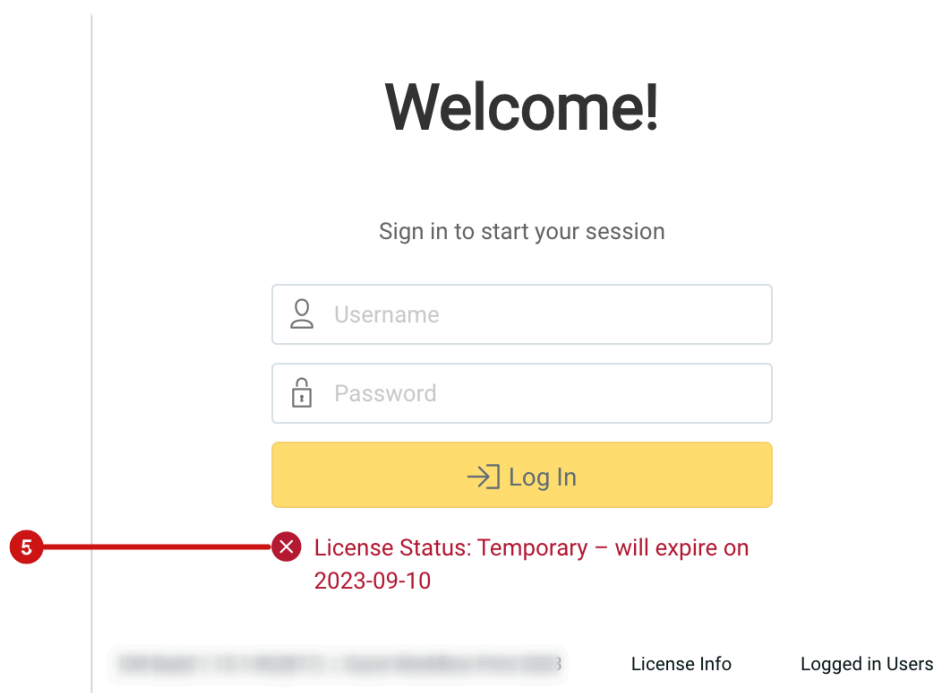 Welcome!
Sign in to start your session
Username
Password
Log In
5
License Status: Temporary – will expire on
2023-09-10
License Info
Logged in Users